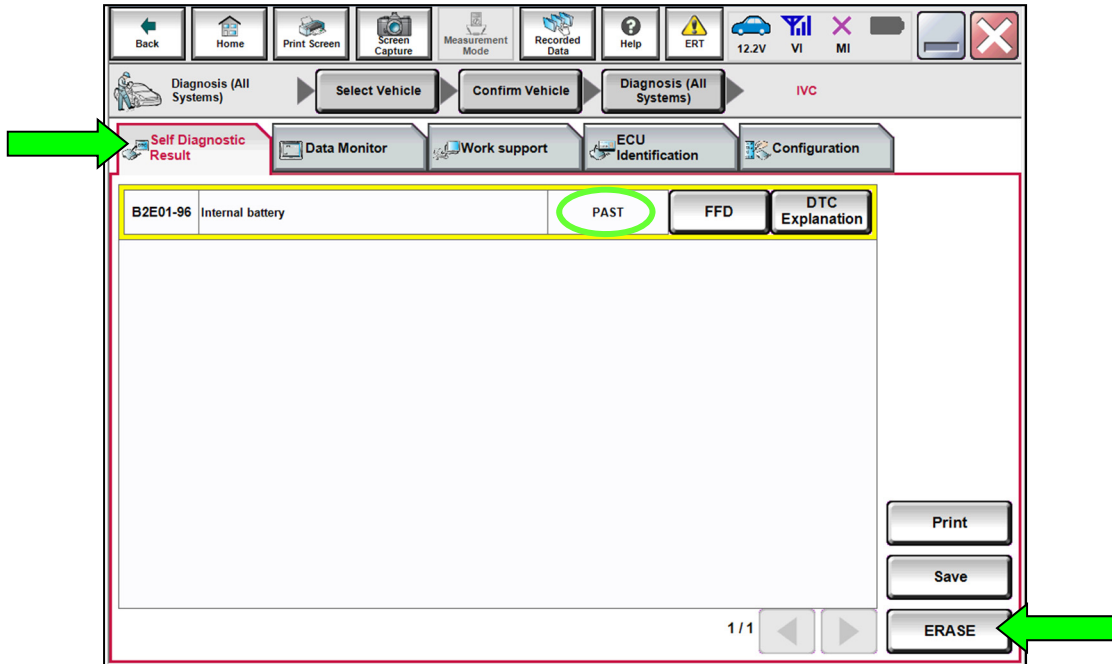 Back
Home
Print Screen
Screen
Capture
Measurement
Mode
Recorded
Data
Help
ERT
12.2V
VI
MI
Diagnosis (All
Systems)
Select Vehicle
Confirm Vehicle
Diagnosis (All
Systems)
IVC
Self Diagnostic
Result
Data Monitor
Work support
ECU
Identification
Configuration
B2E01-96
Internal battery
PAST
FFD
DTC
Explanation
Print
Save
1/1
ERASE